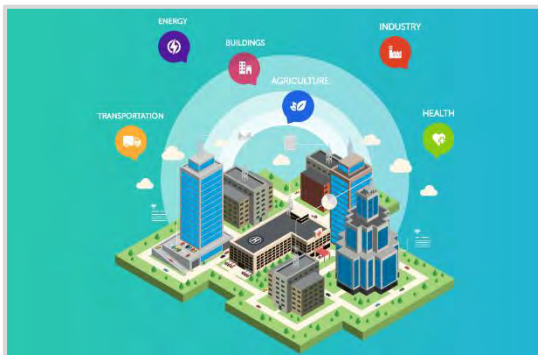 ENERGY
INDUSTRY
BUILDINGS
AGRICULTURE
TRANSPORTATION
HEALTH